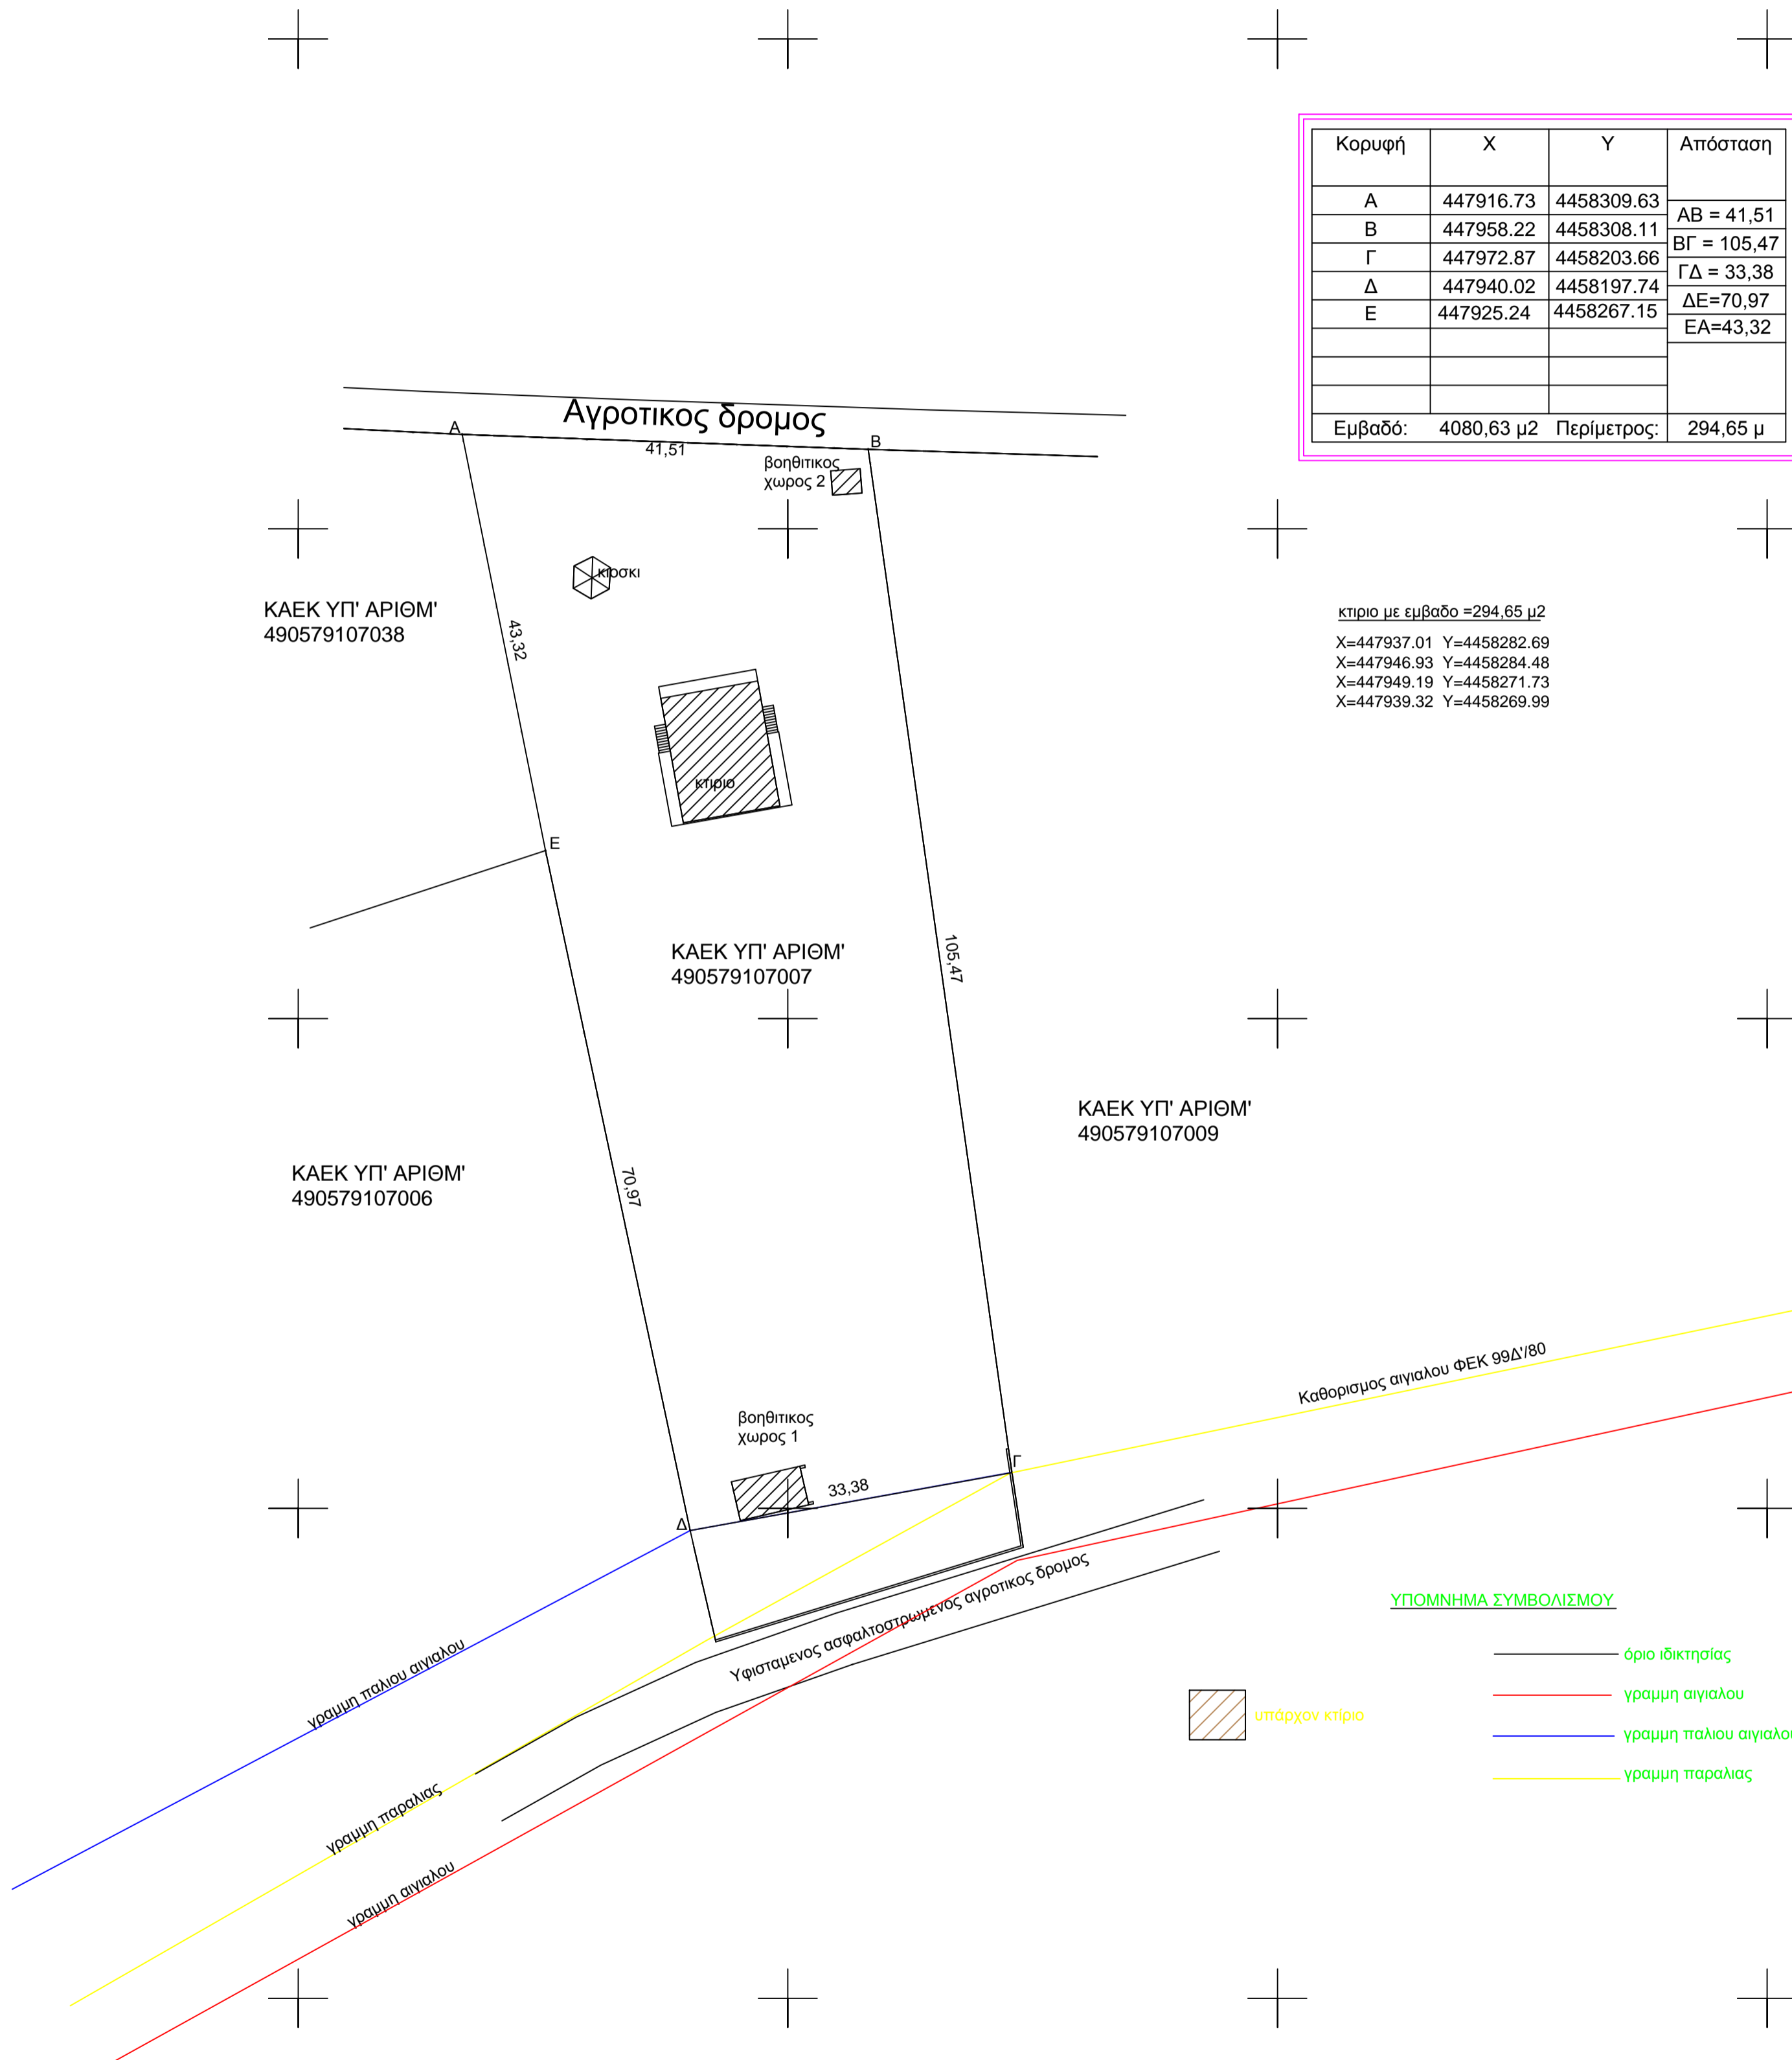 Κορυφή X Y Απόσταση
A 447916.73 4458309.63
AB = 41,51
B 447958.22 4458308.11
ΒΓ = 105,47
Γ 447972.87 4458203.66
ΓΔ = 33,38
Δ 447940.02 4458197.74
ΔΕ=70,97
E 447925.24 4458267.15
ΕΑ=43,32
Εμβαδό: 4080,63 μ2 Περίμετρος: 294,65 μ
Αγροτικος δρομος
A
B
41,51
βοηθιτικος
χωρος 2
κιοσκι
ΚΑΕΚ ΥΠ' ΑΡΙΘΜ'
490579107038
43,32
κτιριο με εμβαδο =294,65 μ2
X=447937.01 Y=4458282.69
X=447946.93 Y=4458284.48
X=447949.19 Y=4458271.73
X=447939.32 Y=4458269.99
κτιριο
E
ΚΑΕΚ ΥΠ' ΑΡΙΘΜ'
490579107007
105,47
ΚΑΕΚ ΥΠ' ΑΡΙΘΜ'
490579107009
ΚΑΕΚ ΥΠ' ΑΡΙΘΜ'
490579107006
70,97
Καθορισμος αιγιαλου ΦΕΚ 99Δ'/80
βοηθιτικος
χωρος 1
Γ
33,38
Δ
Υφισταμενος ασφαλτοστρωμενος αγροτικος δρομος
γραμμη παλιου αιγιαλου
γραμμη παραλιας
γραμμη αιγιαλου
ΥΠΟΜΝΗΜΑ ΣΥΜΒΟΛΙΣΜΟΥ
όριο ιδικτησίας
γραμμη αιγιαλου
υπάρχον κτίριο
γραμμη παλιου αιγιαλου
γραμμη παραλιας